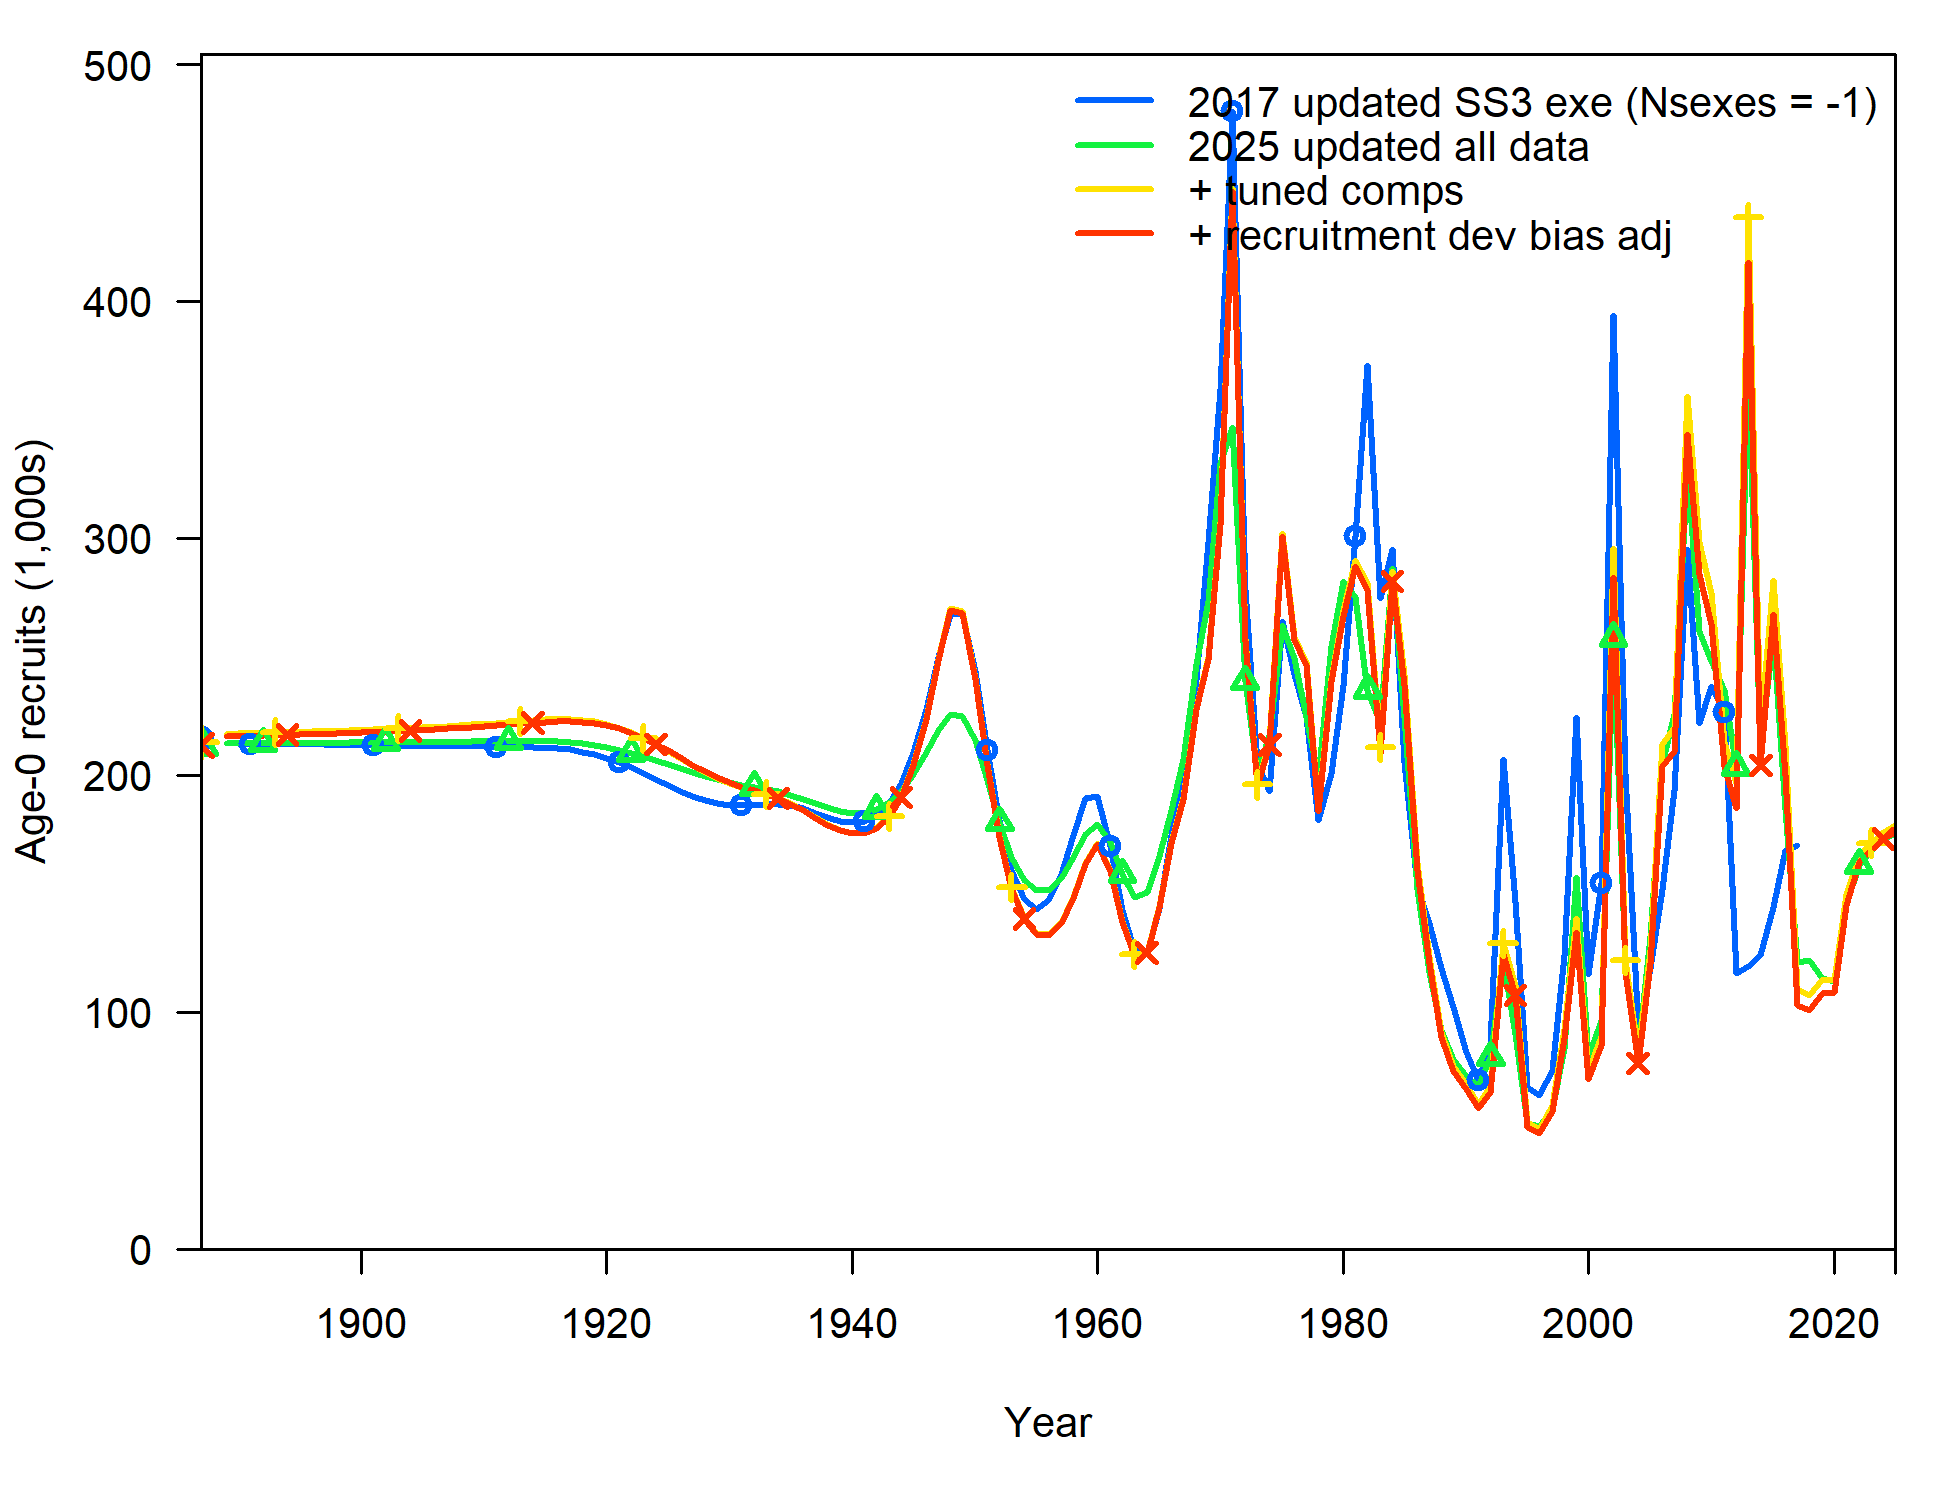 500
400
300
200
100
0
Age-0 recruits (1,000s)
2017 updated SS3 exe (Nsexes = -1)
2025 updated all data
+ tuned comps
+ recruitment dev bias adj
1900 1920 1940 1960 1980 2000 2020
Year